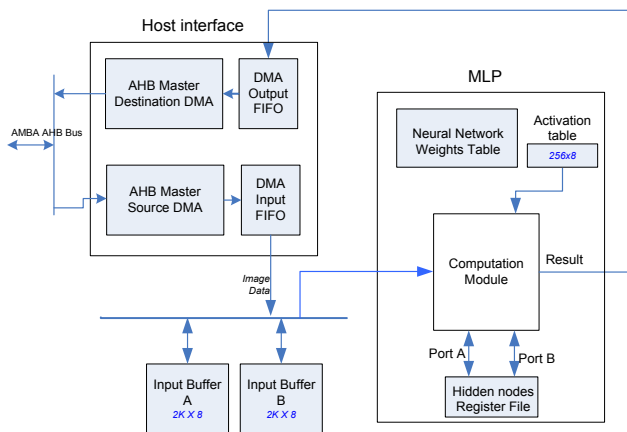 Host interface
AHB Master
Destination DMA
DMA
Output
FIFO
AMBA AHB Bus
AHB Master
Source DMA
DMA
Input
FIFO
Image
Data
Input Buffer
A
2K X 8
Input Buffer
B
2K X 8
MLP
Neural Network
Weights Table
Activation
table
256x8
Computation
Module
Result
Port A
Port B
Hidden nodes
Register File